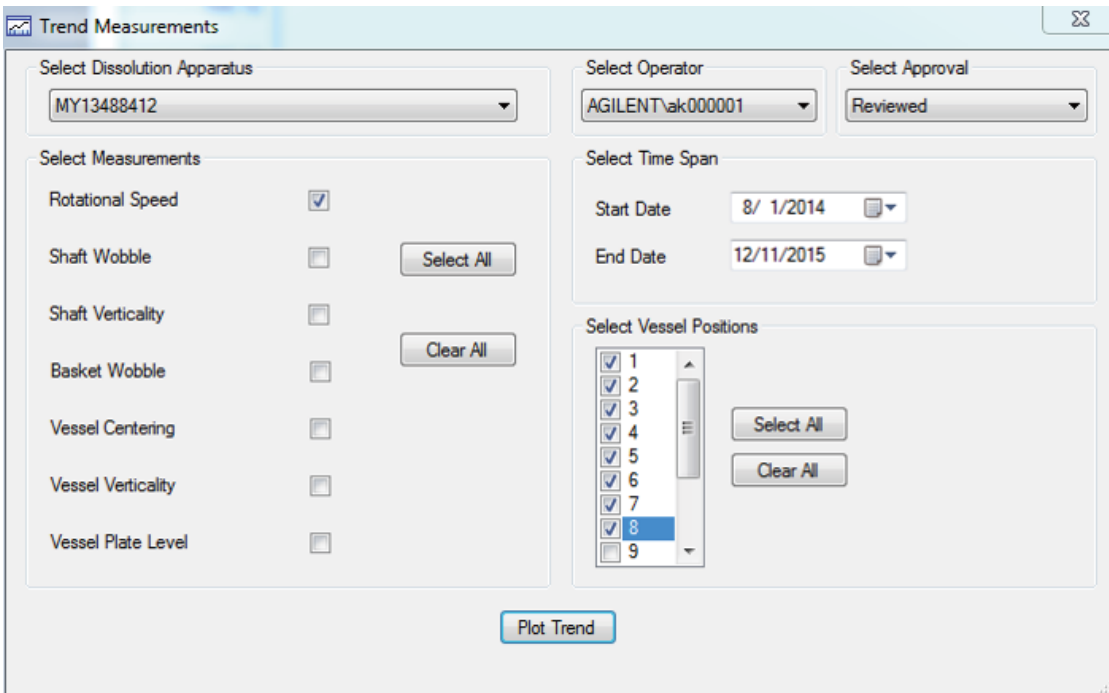 Trend Measurements
Select Dissolution Apparatus
MY13488412
Select Operator
AGILENT\ak000001
Select Approval
Reviewed
Select Measurements
Rotational Speed
Shaft Wobble
Shaft Verticality
Basket Wobble
Vessel Centering
Vessel Verticality
Vessel Plate Level
Select All
Clear All
Select Time Span
Start Date 8/ 1/2014
End Date 12/11/2015
Select Vessel Positions
1
2
3
4
5
6
7
8
9
Select All
Clear All
Plot Trend